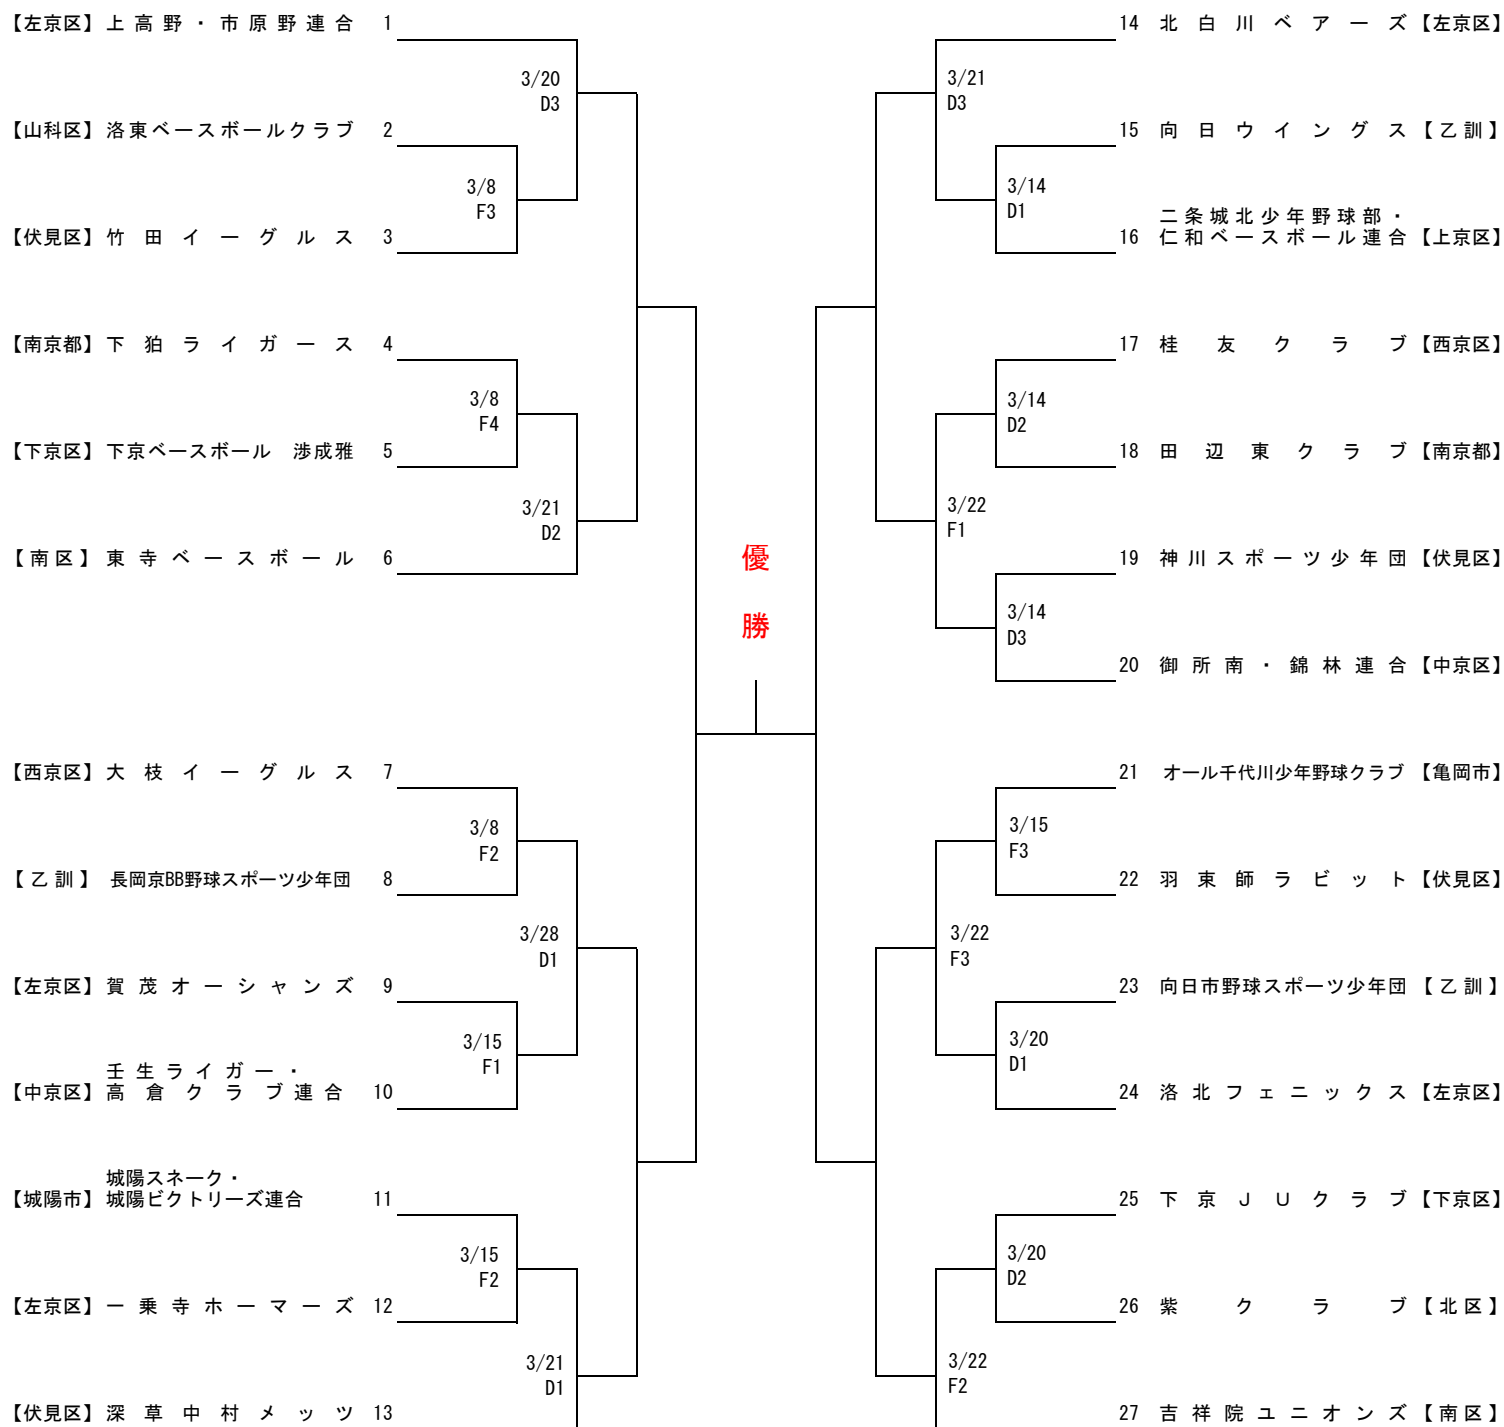 【左京区】上高野・市原野連合 1
3/20
D3
【山科区】洛東ベースボールクラブ 2
3/8
F3
【伏見区】竹田イーグルス 3
【南京都】下狛ライガース 4
3/8
F4
【下京区】下京ベースボール 渉成雅 5
3/21
D2
【南区】東寺ベースボール 6
【西京区】大枝イーグルス 7
3/8
F2
【乙訓】長岡京BB野球スポーツ少年団 8
3/28
D1
【左京区】賀茂オーシャンズ 9
3/15
F1
壬生ライガー・
【中京区】高倉クラブ連合 10
城陽スネーク・
【城陽市】城陽ビクトリーズ連合 11
3/15
F2
【左京区】一乗寺ホーマーズ 12
3/21
D1
【伏見区】深草中村メッツ 13
優
勝
14 北白川ベアーズ【左京区】
3/21
D3
15 向日ウイングス【乙訓】
3/14
D1
二条城北少年野球部・
16 仁和ベースボール連合【上京区】
17 桂友クラブ【西京区】
3/14
D2
18 田辺東クラブ【南京都】
3/22
F1
19 神川スポーツ少年団【伏見区】
3/14
D3
20 御所南・錦林連合【中京区】
21 オール千代川少年野球クラブ【亀岡市】
3/15
F3
22 羽束師ラビット【伏見区】
3/22
F3
23 向日市野球スポーツ少年団【乙訓】
3/20
D1
24 洛北フェニックス【左京区】
25 下京JUクラブ【下京区】
3/20
D2
26 紫クラブ【北区】
3/22
F2
27 吉祥院ユニオンズ【南区】